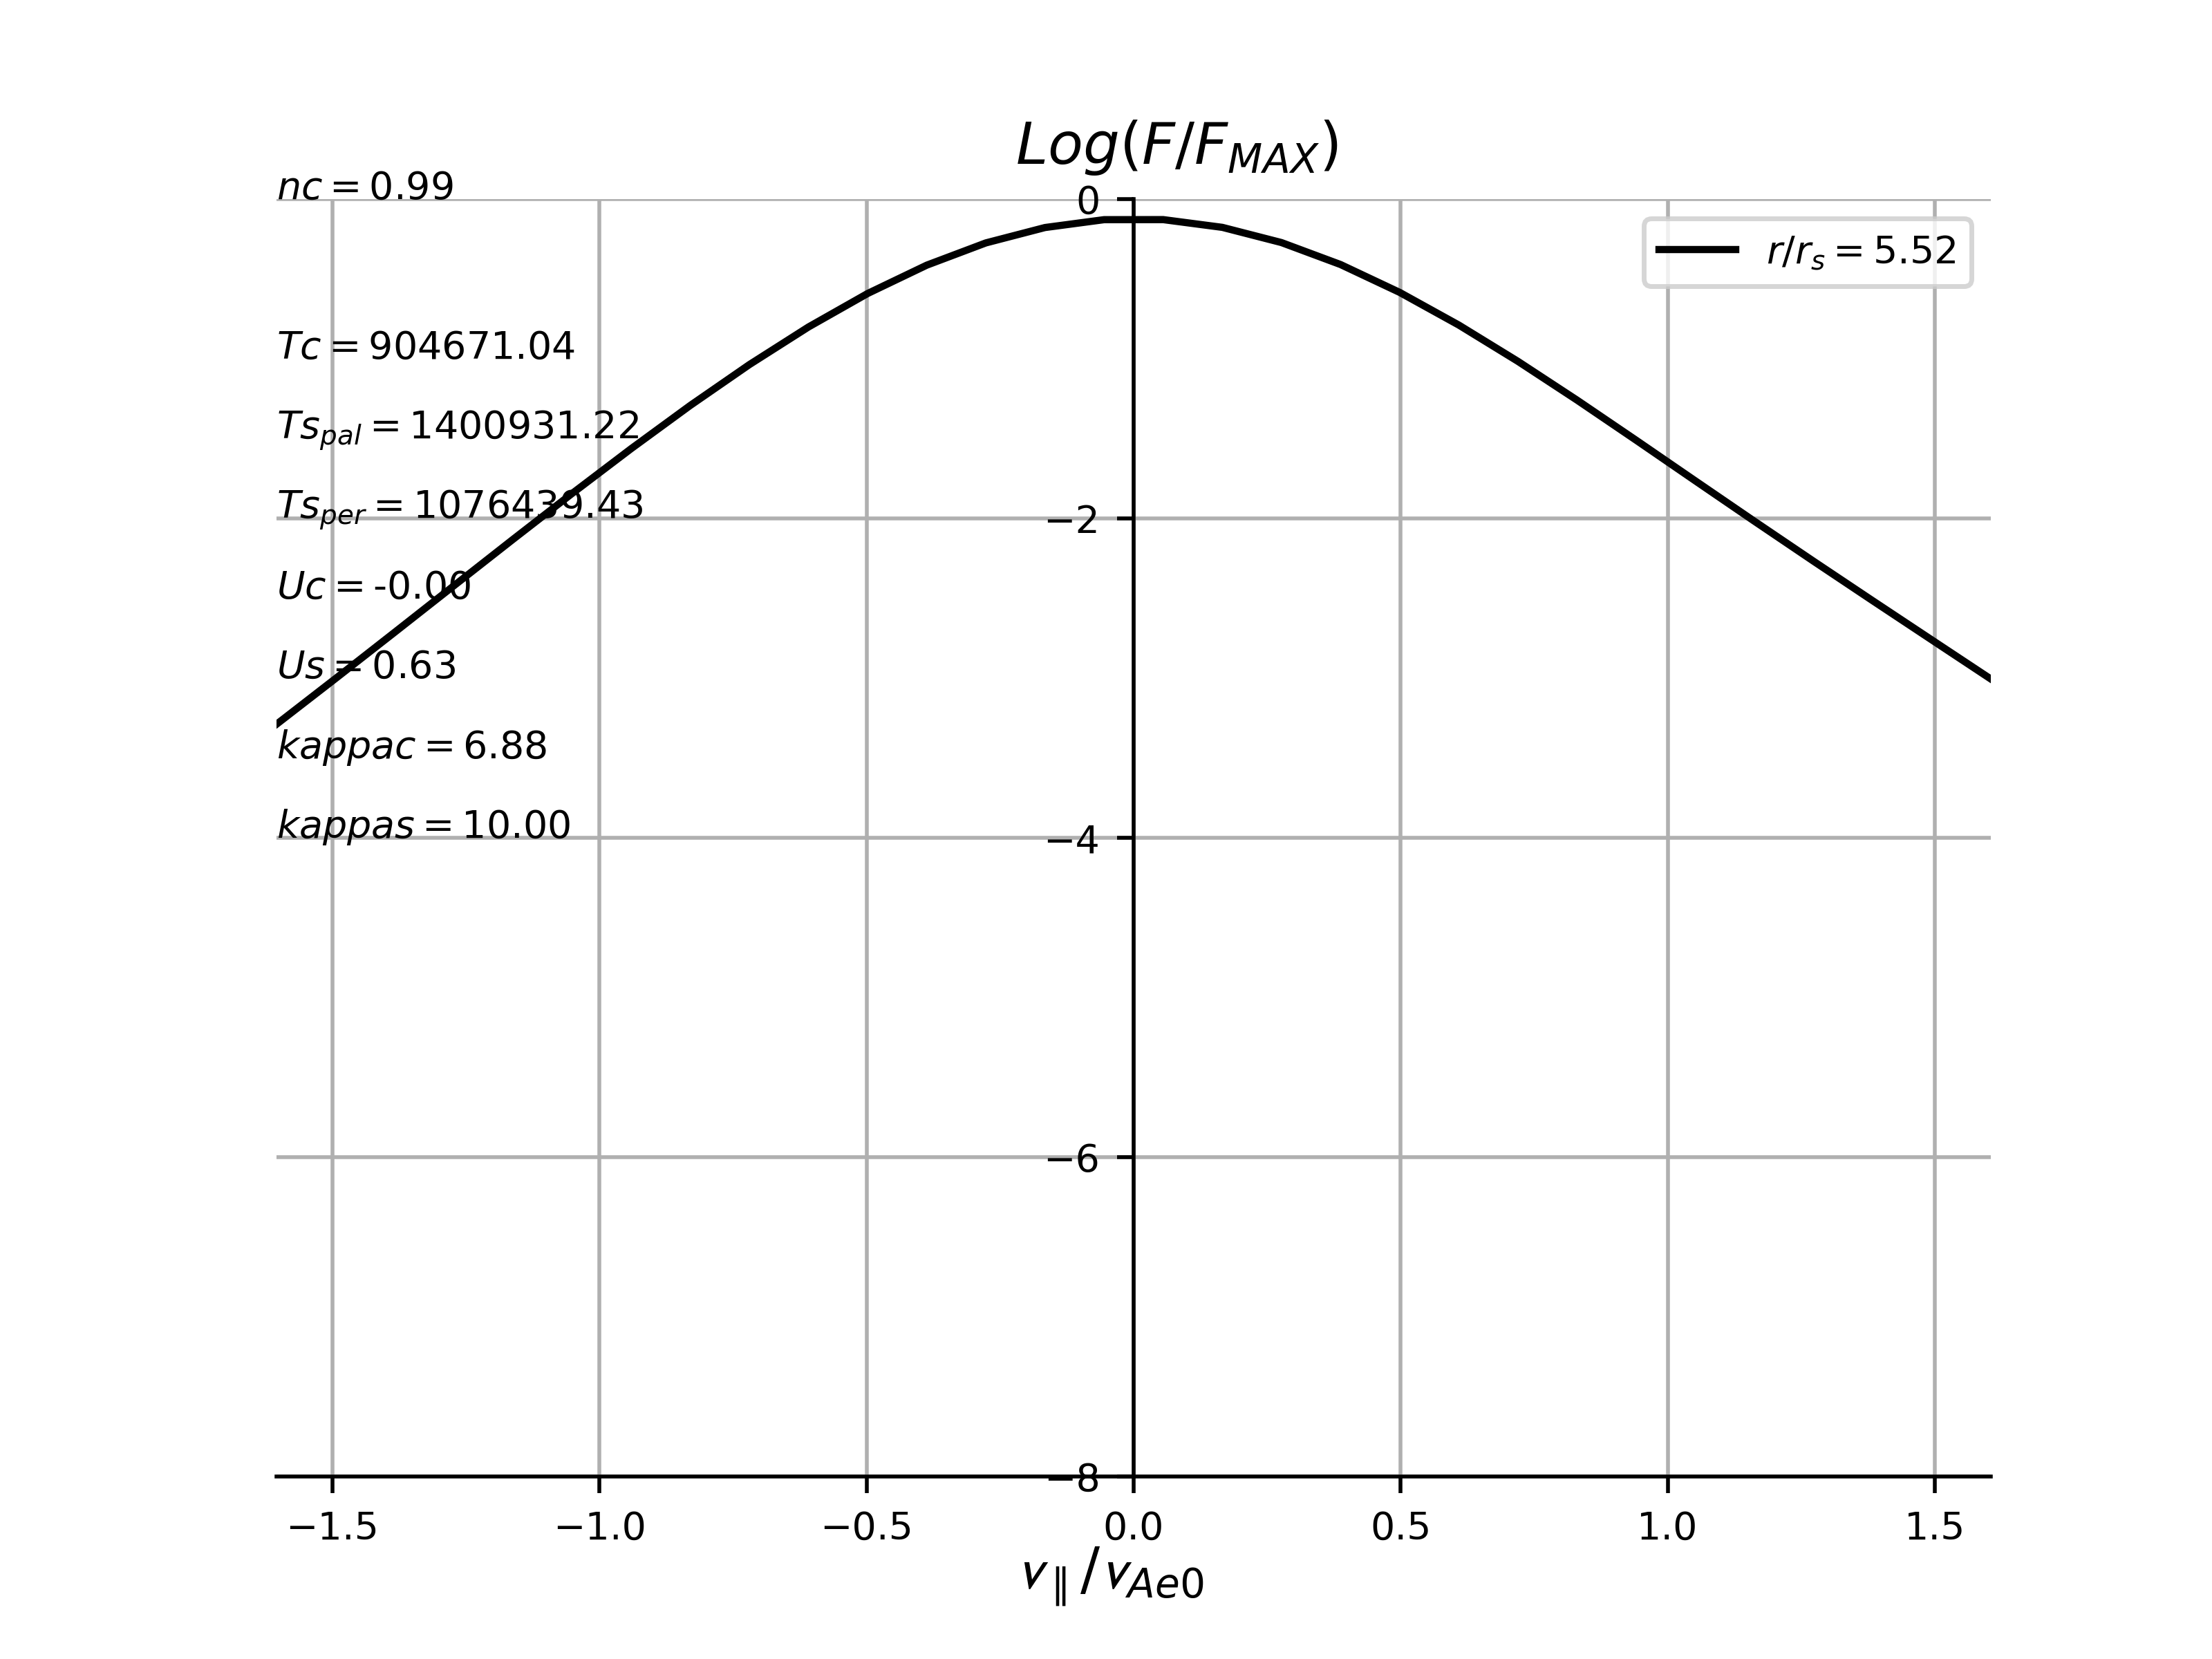 Log(F/F_MAX)
nc = 0.99
0
r/r_s = 5.52
Tc = 904671.04
Ts_pal = 1400931.22
Ts_per = 1076439.43
−2
Uc = -0.00
Us = 0.63
kappac = 6.88
kappas = 10.00
−4
−6
−8
−1.5 −1.0 −0.5 0.0 0.5 1.0 1.5
v_∥/v_Ae0